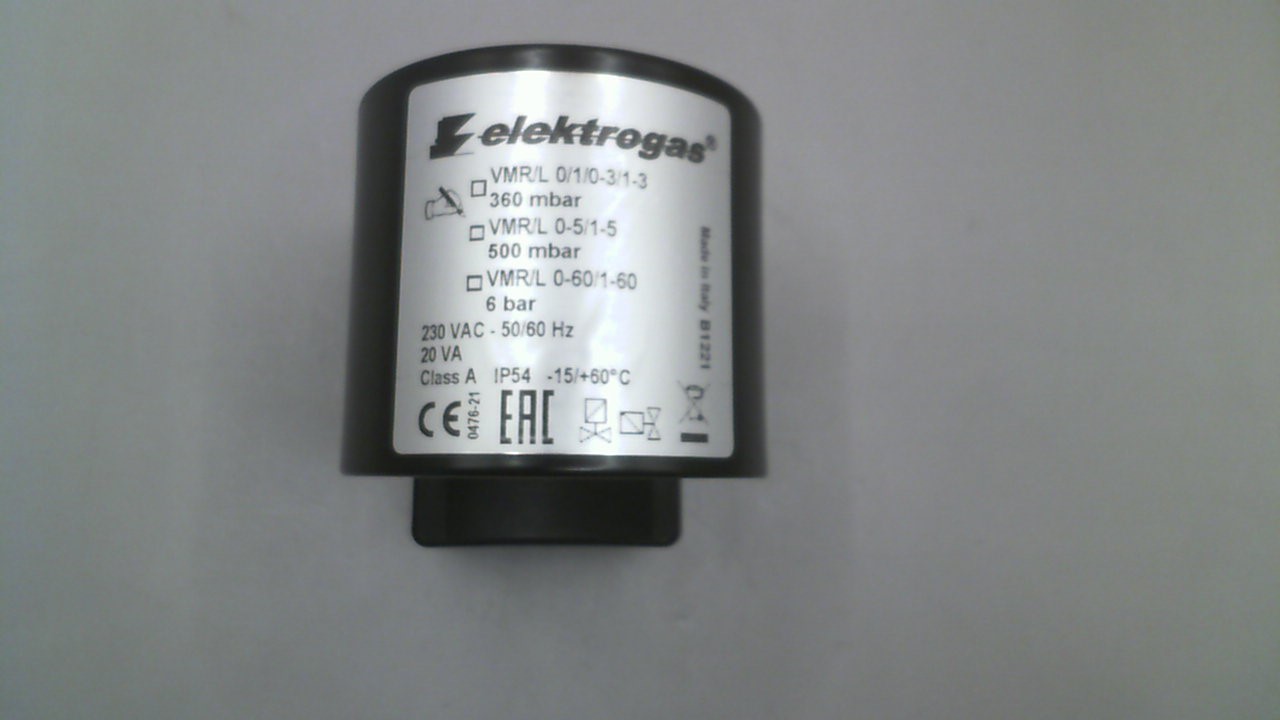 elektrogas®
VMR/L 0/1/0-3/1-3
360 mbar
VMR/L 0-5/1-5
500 mbar
VMR/L 0-60/1-60
6 bar
230 VAC - 50/60 Hz
20 VA
Class A IP54 -15/+60°C
CE 0476-21 EAC
Made in Italy B1221